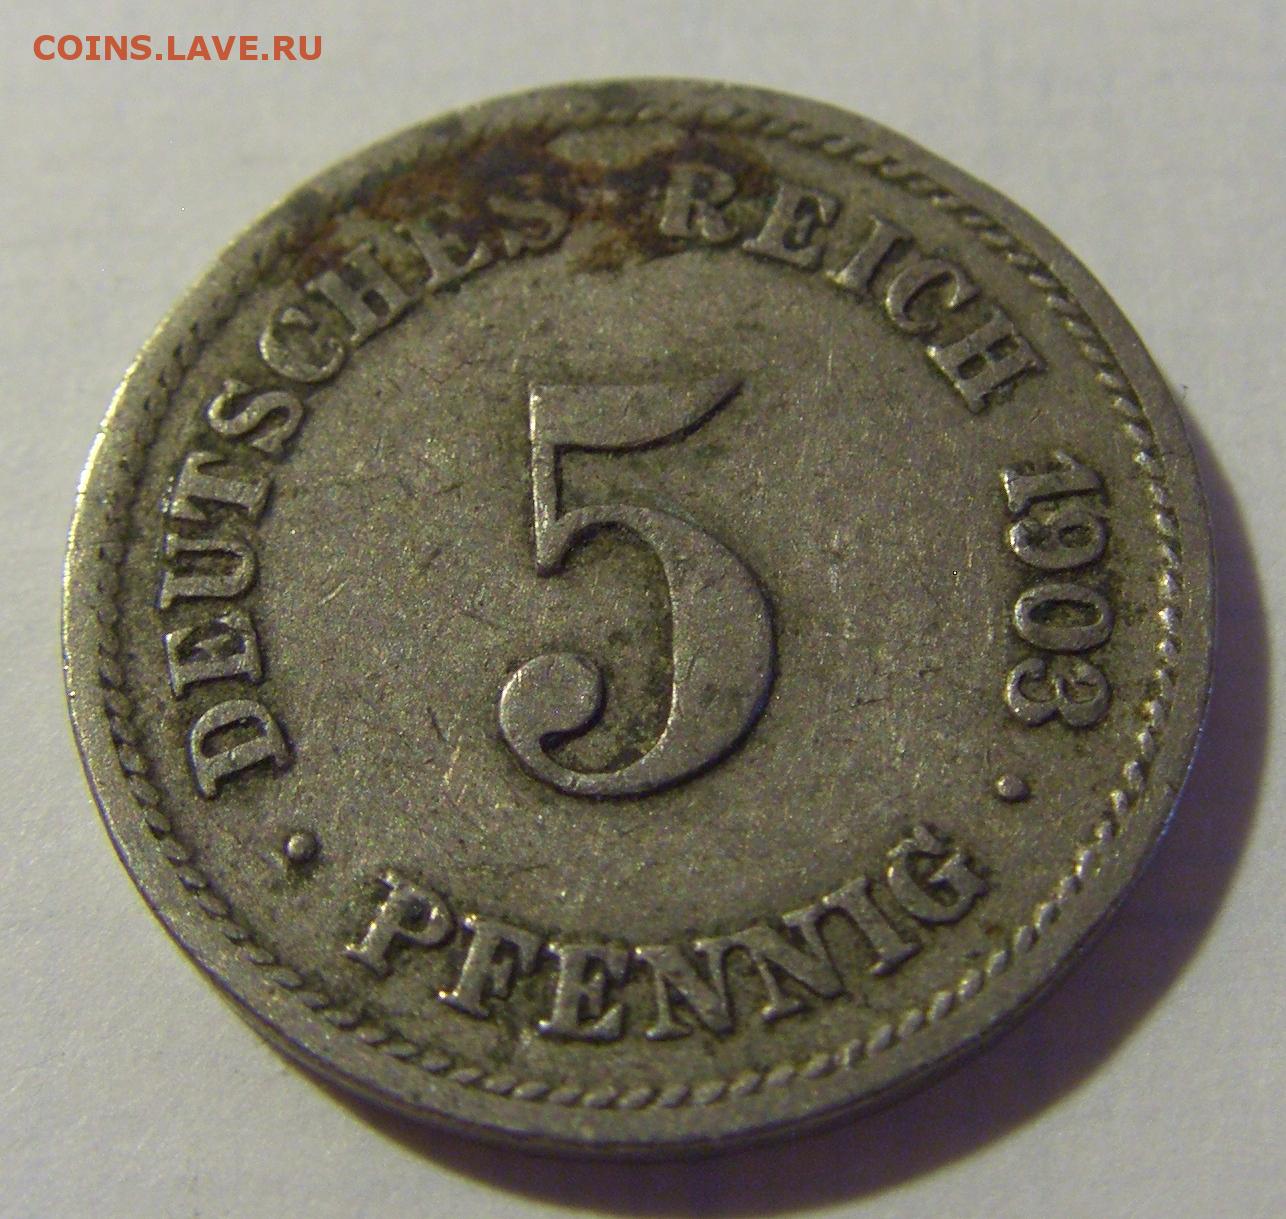 COINS.LAVE.RU
DEUTSCHES REICH 1903
5
· PFENNIG ·